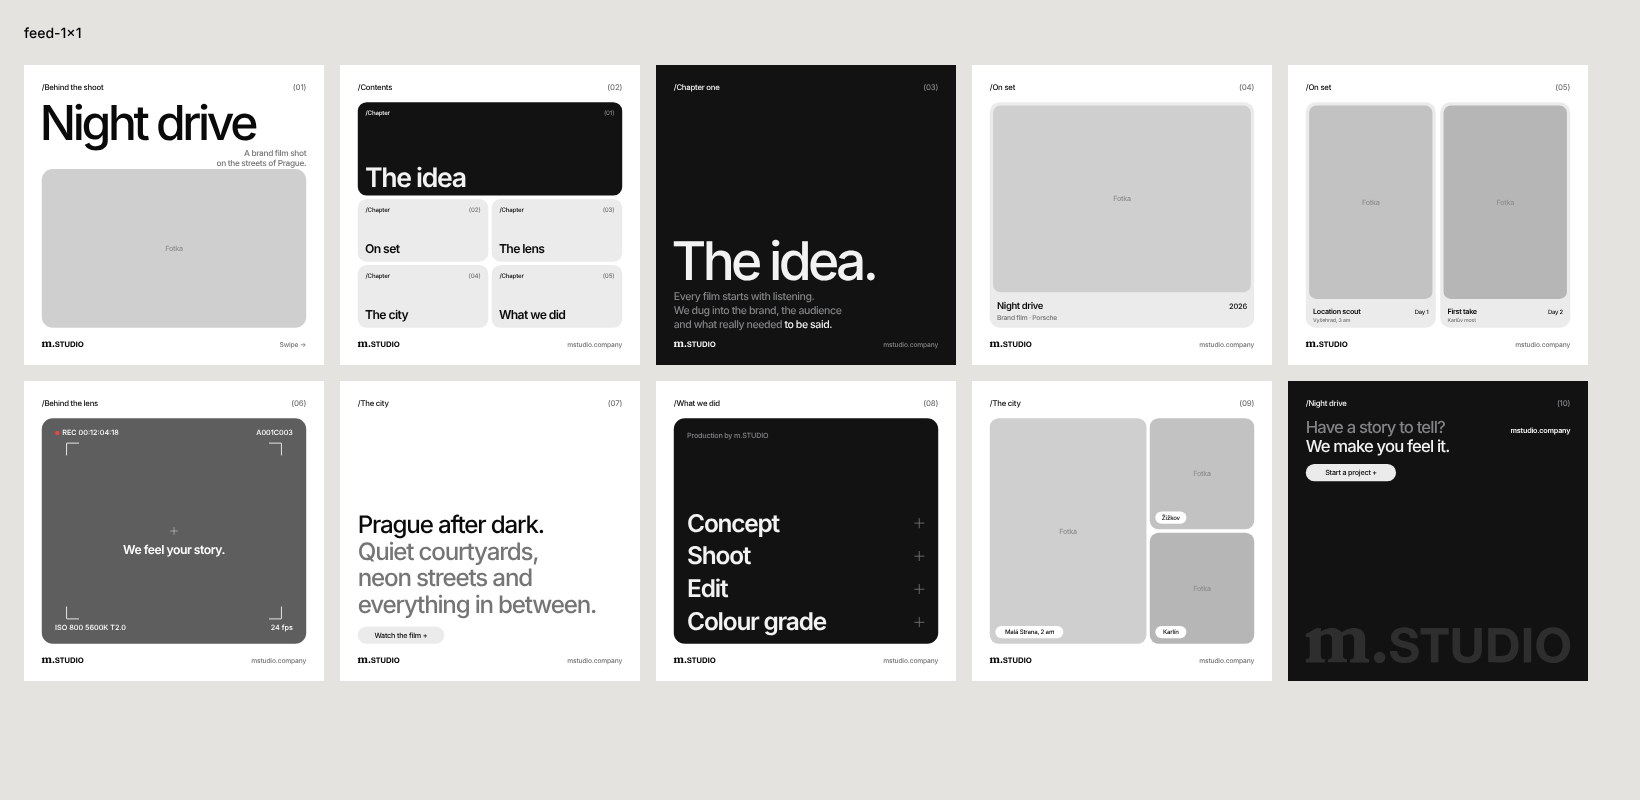 feed-1×1
/Behind the shoot (01)
Night drive
A brand film shot
on the streets of Prague.
Fotka
m.STUDIO Swipe →
/Contents (02)
/Chapter (01)
The idea
/Chapter (02)
On set
/Chapter (03)
The lens
/Chapter (04)
The city
/Chapter (05)
What we did
m.STUDIO mstudio.company
/Chapter one (03)
The idea.
Every film starts with listening.
We dug into the brand, the audience
and what really needed to be said.
m.STUDIO mstudio.company
/On set (04)
Fotka
Night drive 2026
Brand film · Porsche
m.STUDIO mstudio.company
/On set (05)
Fotka
Location scout Day 1
Vyšehrad, 3 am
Fotka
First take Day 2
Karlův most
m.STUDIO mstudio.company
/Behind the lens (06)
REC 00:12:04:18 A001C003
+
We feel your story.
ISO 800 5600K T2.0 24 fps
m.STUDIO mstudio.company
/The city (07)
Prague after dark.
Quiet courtyards,
neon streets and
everything in between.
Watch the film +
m.STUDIO mstudio.company
/What we did (08)
Production by m.STUDIO
Concept +
Shoot +
Edit +
Colour grade +
m.STUDIO mstudio.company
/The city (09)
Fotka
Malá Strana, 2 am
Fotka
Žižkov
Fotka
Karlín
m.STUDIO mstudio.company
/Night drive (10)
Have a story to tell? mstudio.company
We make you feel it.
Start a project +
m.STUDIO